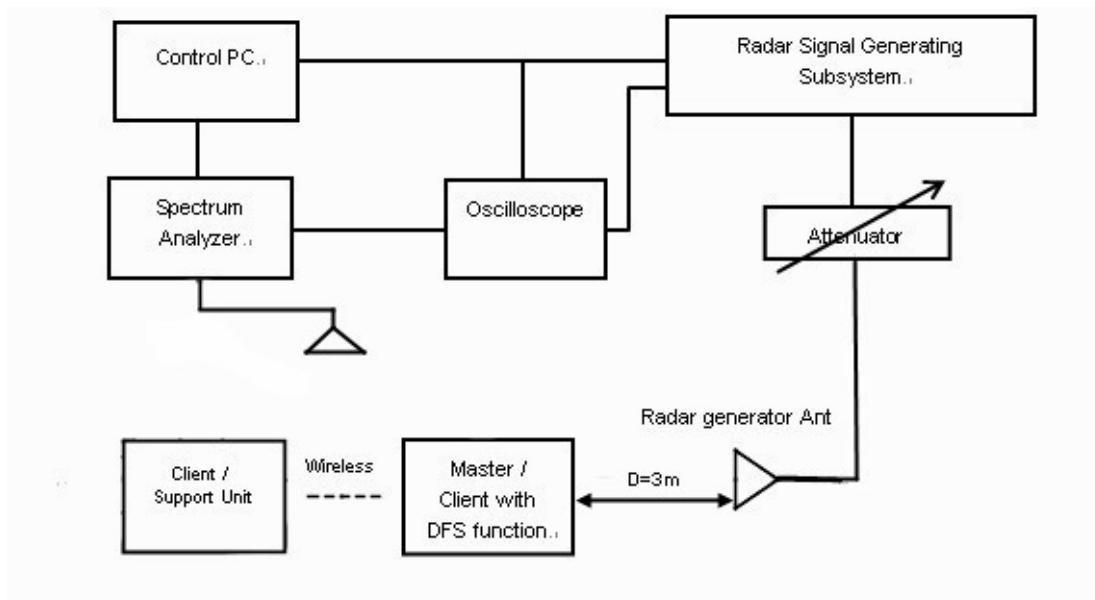 Control PC.
Radar Signal Generating
Subsystem.
Spectrum
Analyzer.
Oscilloscope
Attenuator
Radar generator Ant
Client /
Support Unit
Wireless
Master /
Client with
DFS function.
D=3m